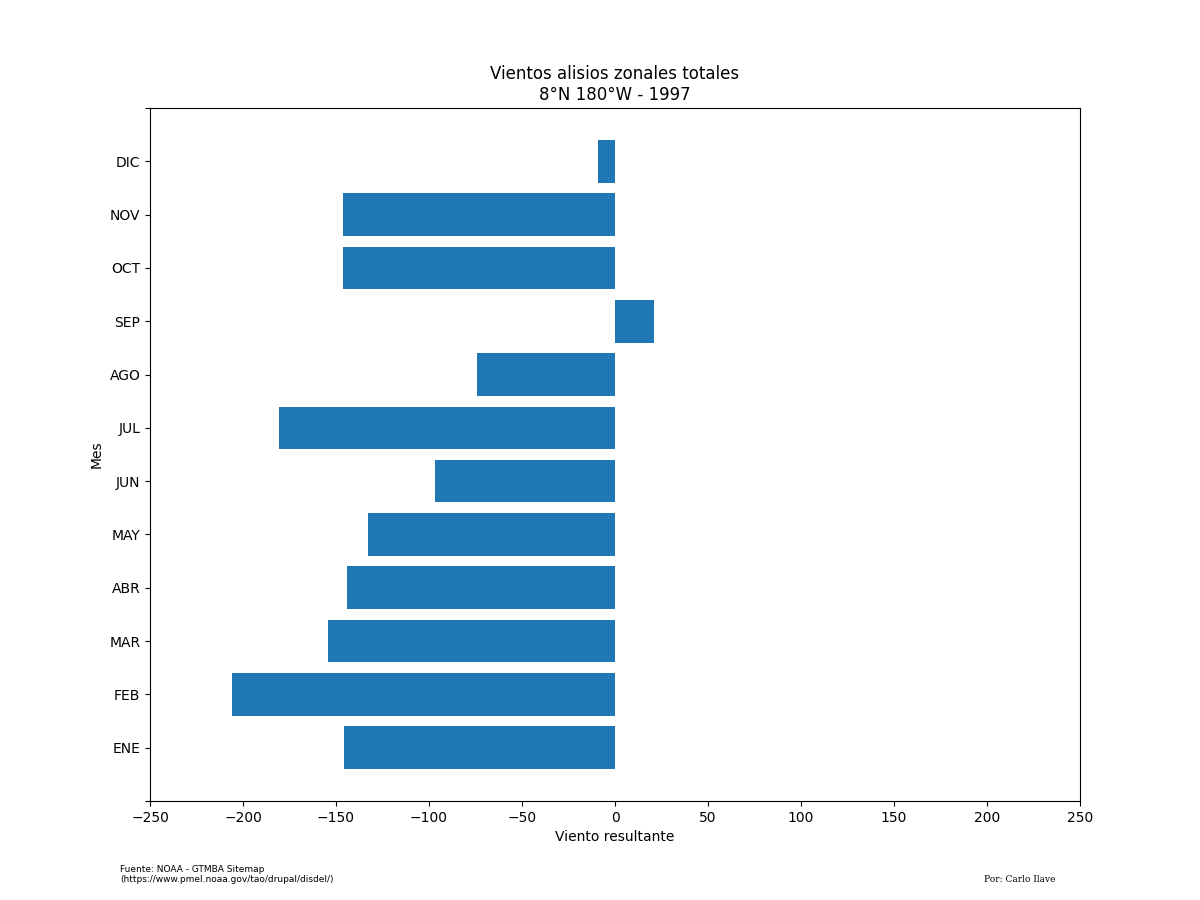 Vientos alisios zonales totales
8°N 180°W - 1997
DIC
NOV
OCT
SEP
AGO
JUL
JUN
MAY
ABR
MAR
FEB
ENE
Mes
−250 −200 −150 −100 −50 0 50 100 150 200 250
Viento resultante
Fuente: NOAA - GTMBA Sitemap
(https://www.pmel.noaa.gov/tao/drupal/disdel/)
Por: Carlo Ilave